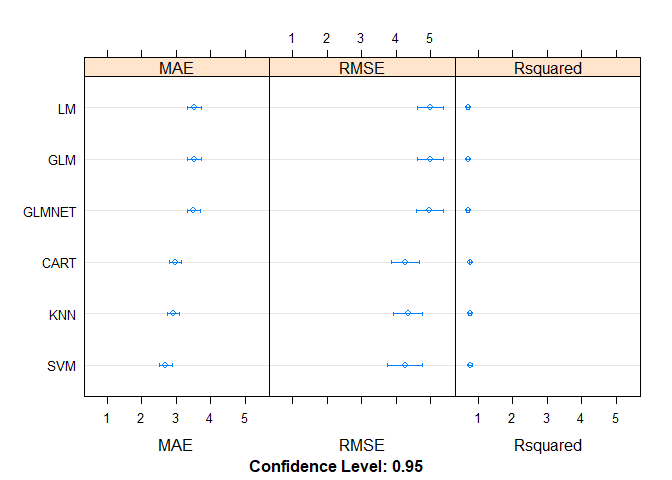 1 2 3 4 5
MAE RMSE Rsquared
LM
GLM
GLMNET
CART
KNN
SVM
1 2 3 4 5 1 2 3 4 5
MAE RMSE Rsquared
Confidence Level: 0.95